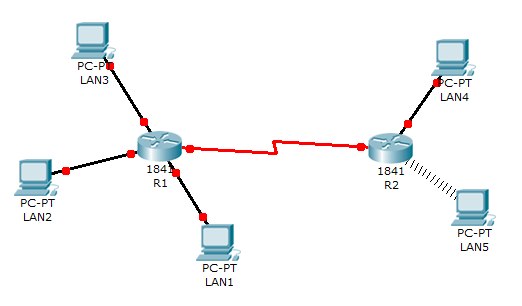 PC-PT
LAN3
PC-PT
LAN4
1841
R1
1841
R2
PC-PT
LAN2
PC-PT
LAN5
PC-PT
LAN1